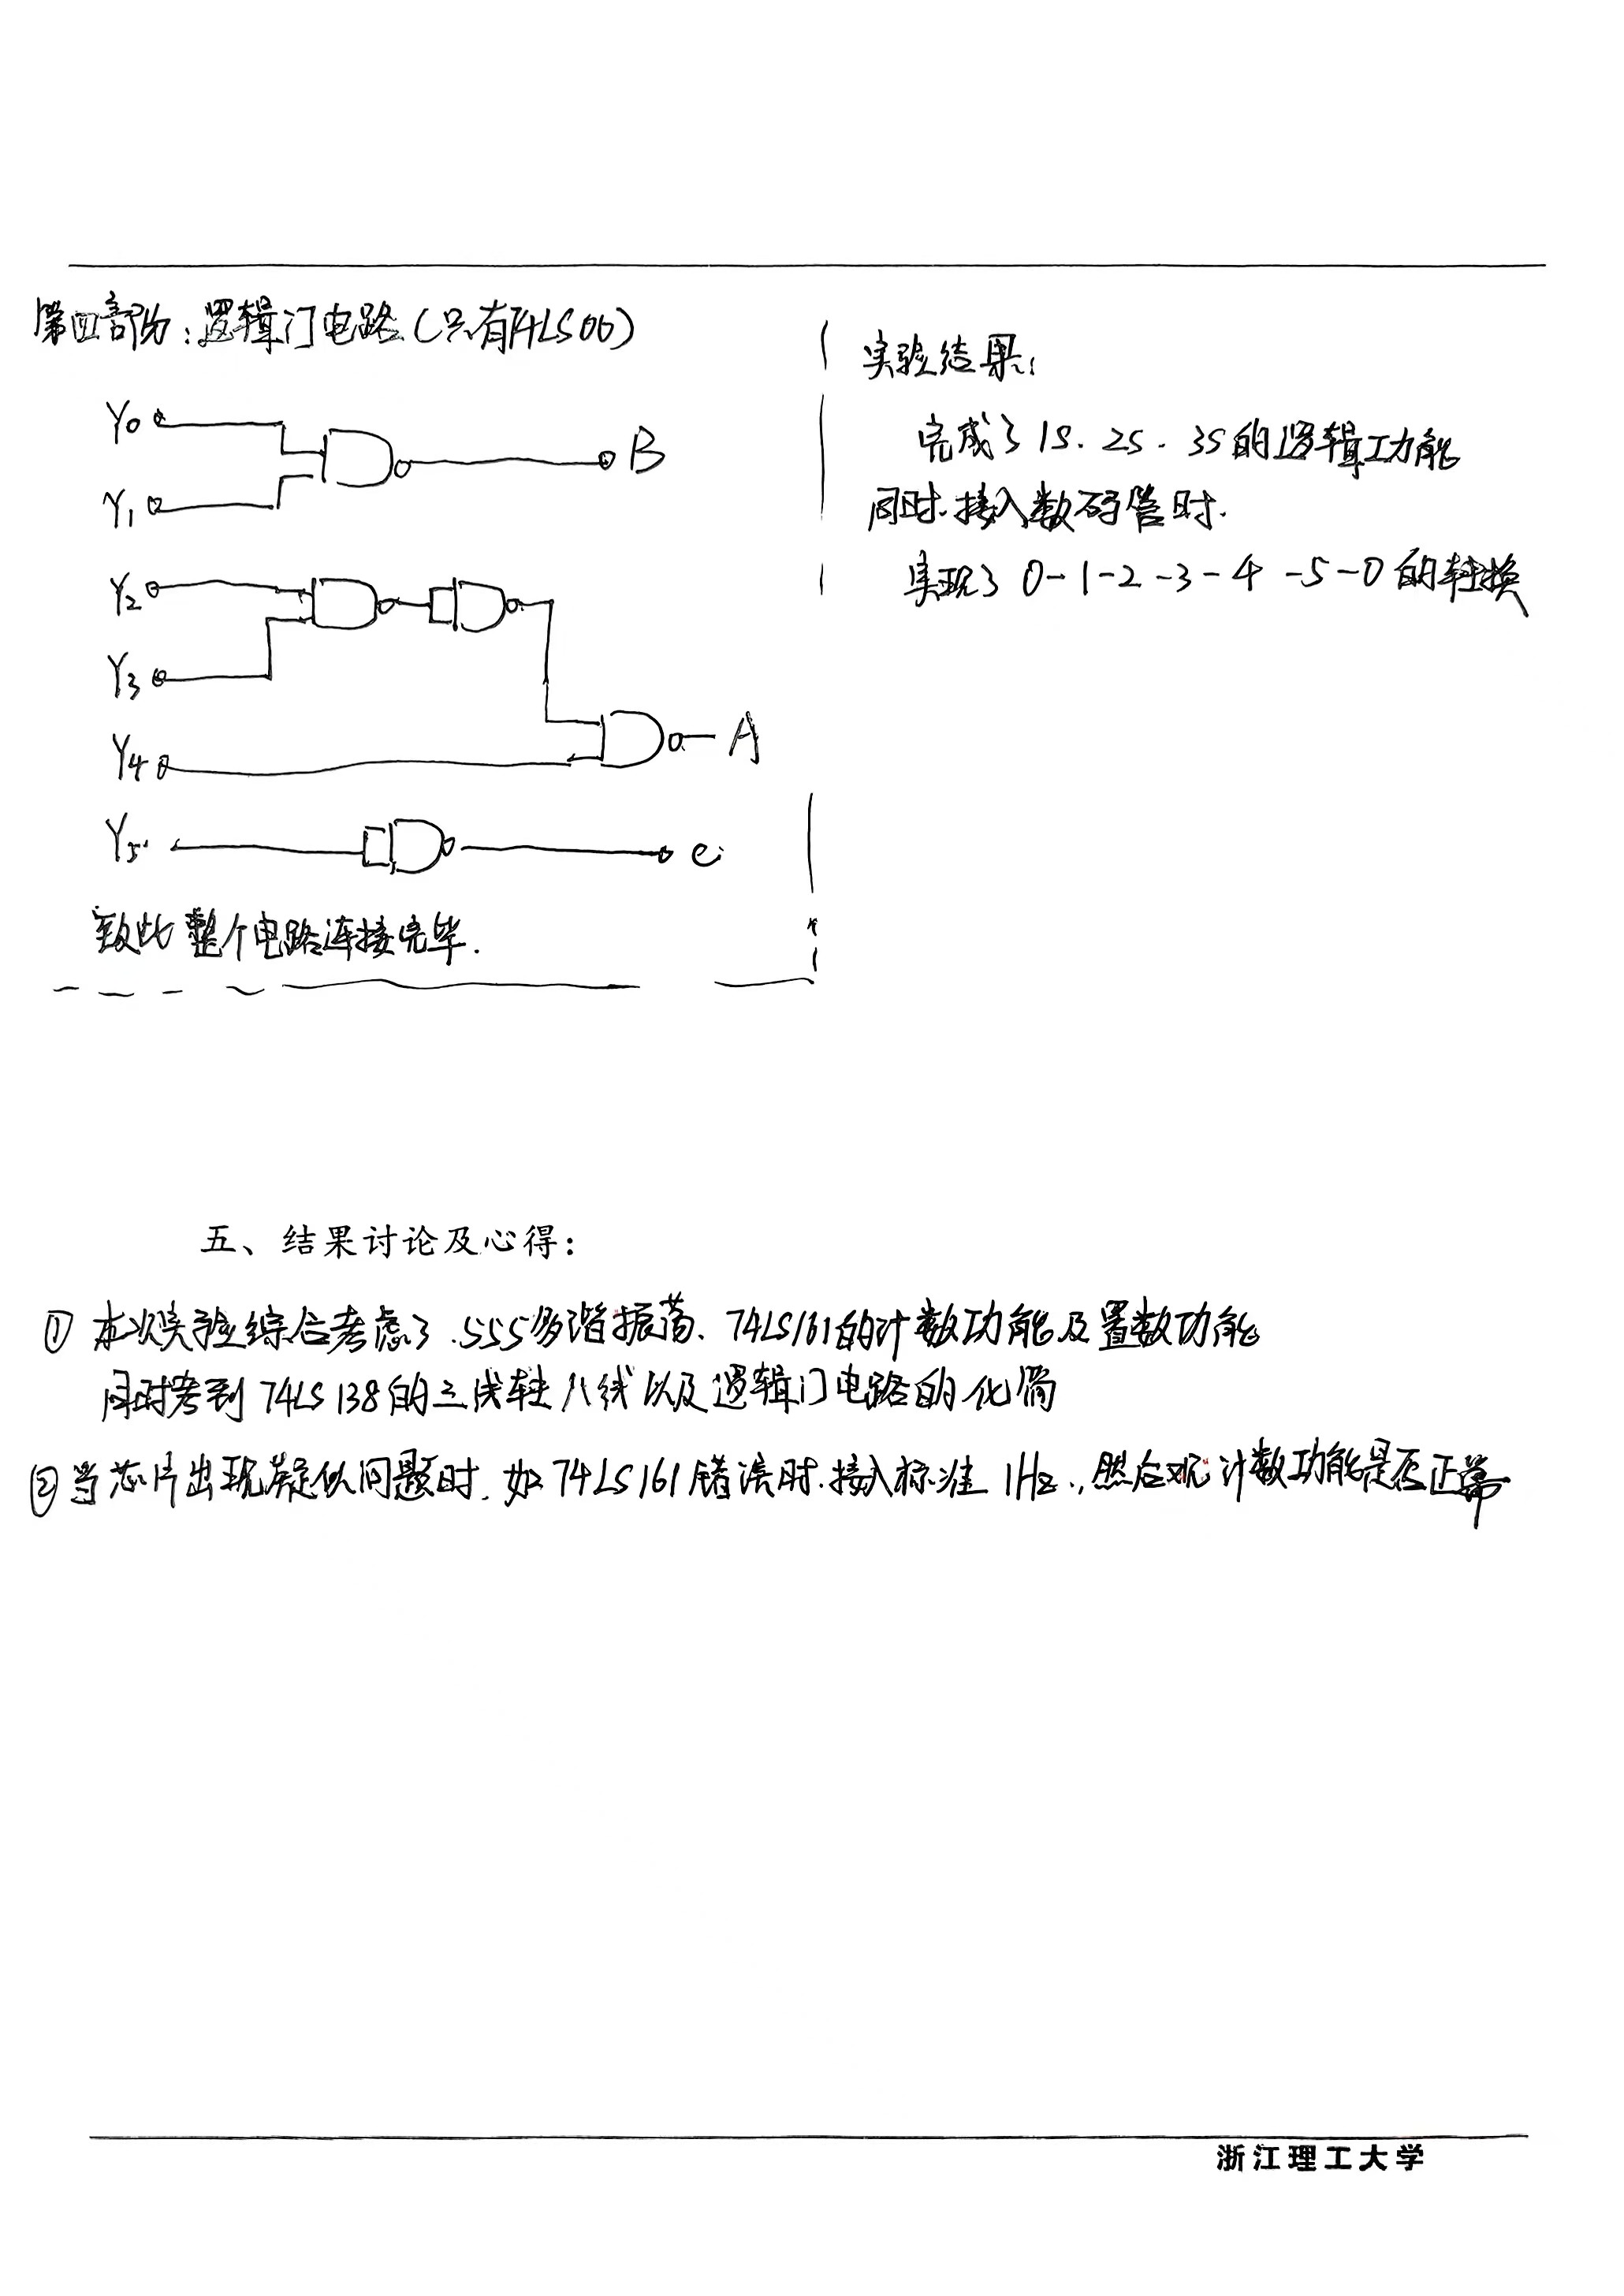 第四部份:逻辑门电路(只有74LS00)
Y0
B
Y1
Y2
Y3
Y4
A
Y5
e
致此整个电路连接完毕.
实验结果:
完成了1S.2S.3S的逻辑功能
同时.接入数码管时.
实现了0-1-2-3-4-5-0的转换
五、结果讨论及心得:
① 本次实验综合考虑了.555多谐振荡、74LS161的计数功能及置数功能
同时考到74LS138的三线转八线以及逻辑门电路的化简
② 当芯片出现疑似问题时.如74LS161错误时.接入标准1Hz.,然后观计数功能是否正常
浙江理工大学